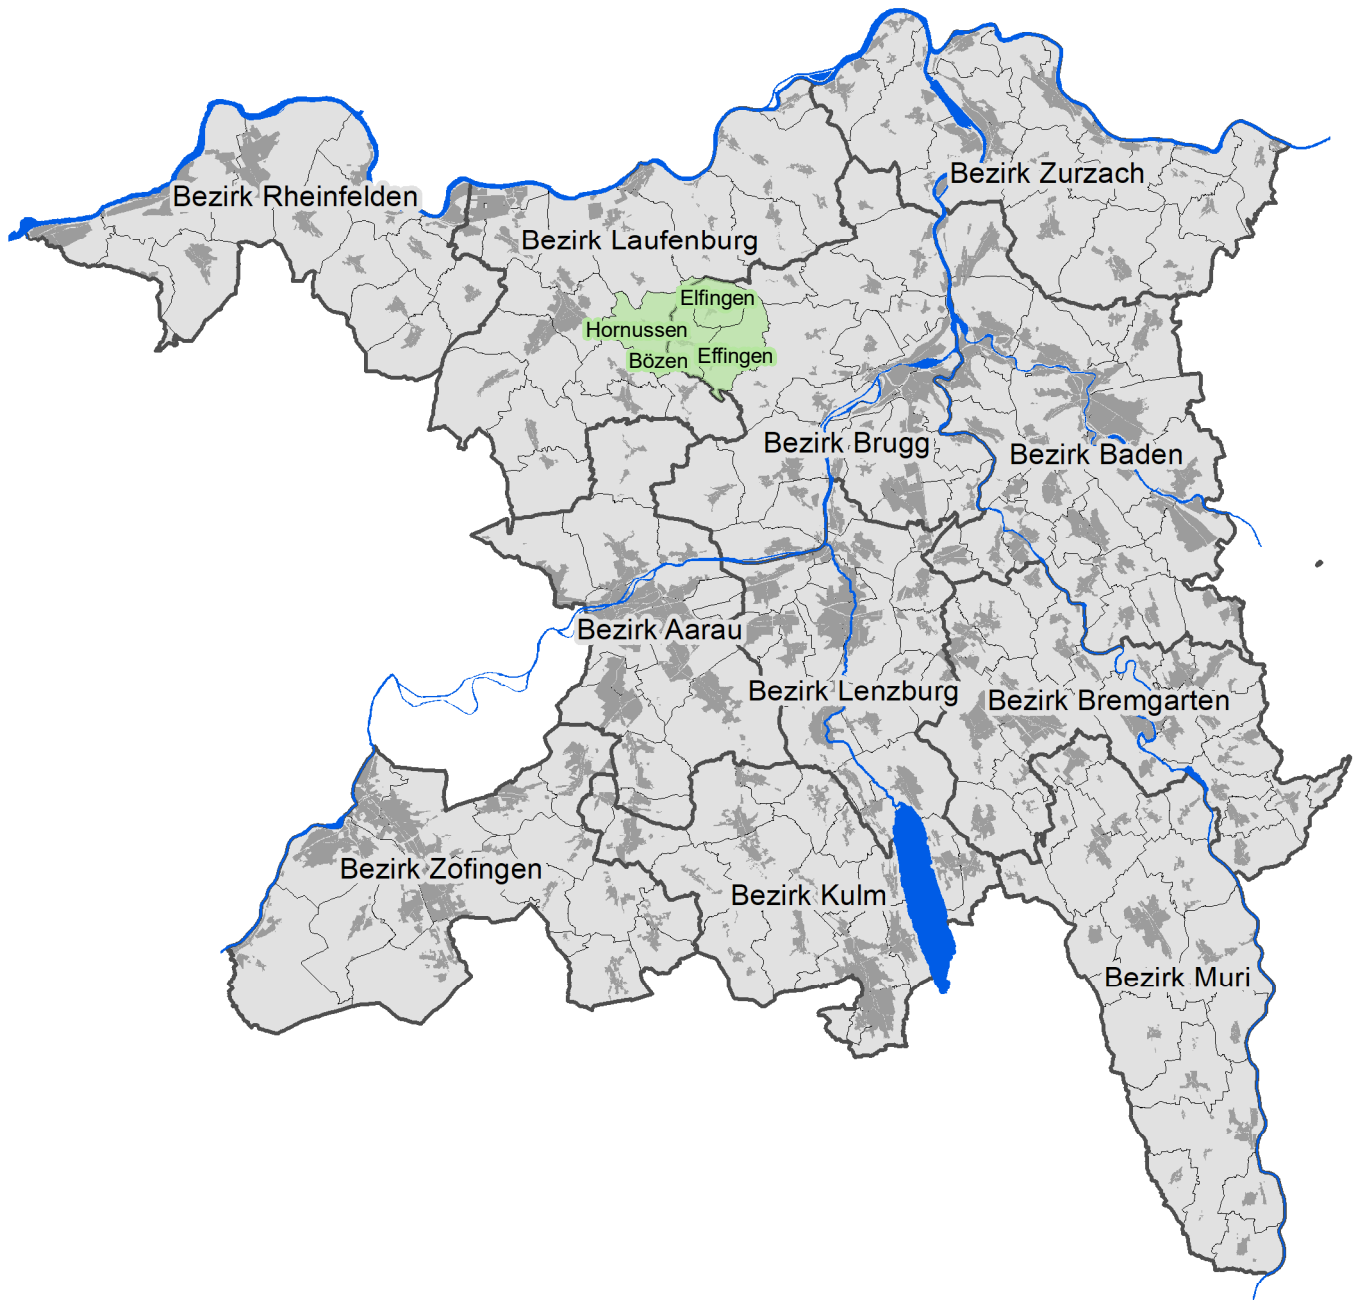 Bezirk Zurzach
Bezirk Rheinfelden
Bezirk Laufenburg
Elfingen
Hornussen
Bözen
Effingen
Bezirk Brugg
Bezirk Baden
Bezirk Aarau
Bezirk Lenzburg
Bezirk Bremgarten
Bezirk Zofingen
Bezirk Kulm
Bezirk Muri